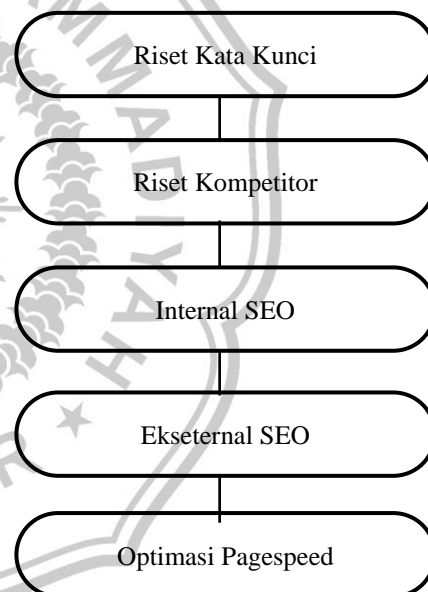 Riset Kata Kunci
Riset Kompetitor
Internal SEO
Ekseternal SEO
Optimasi Pagespeed